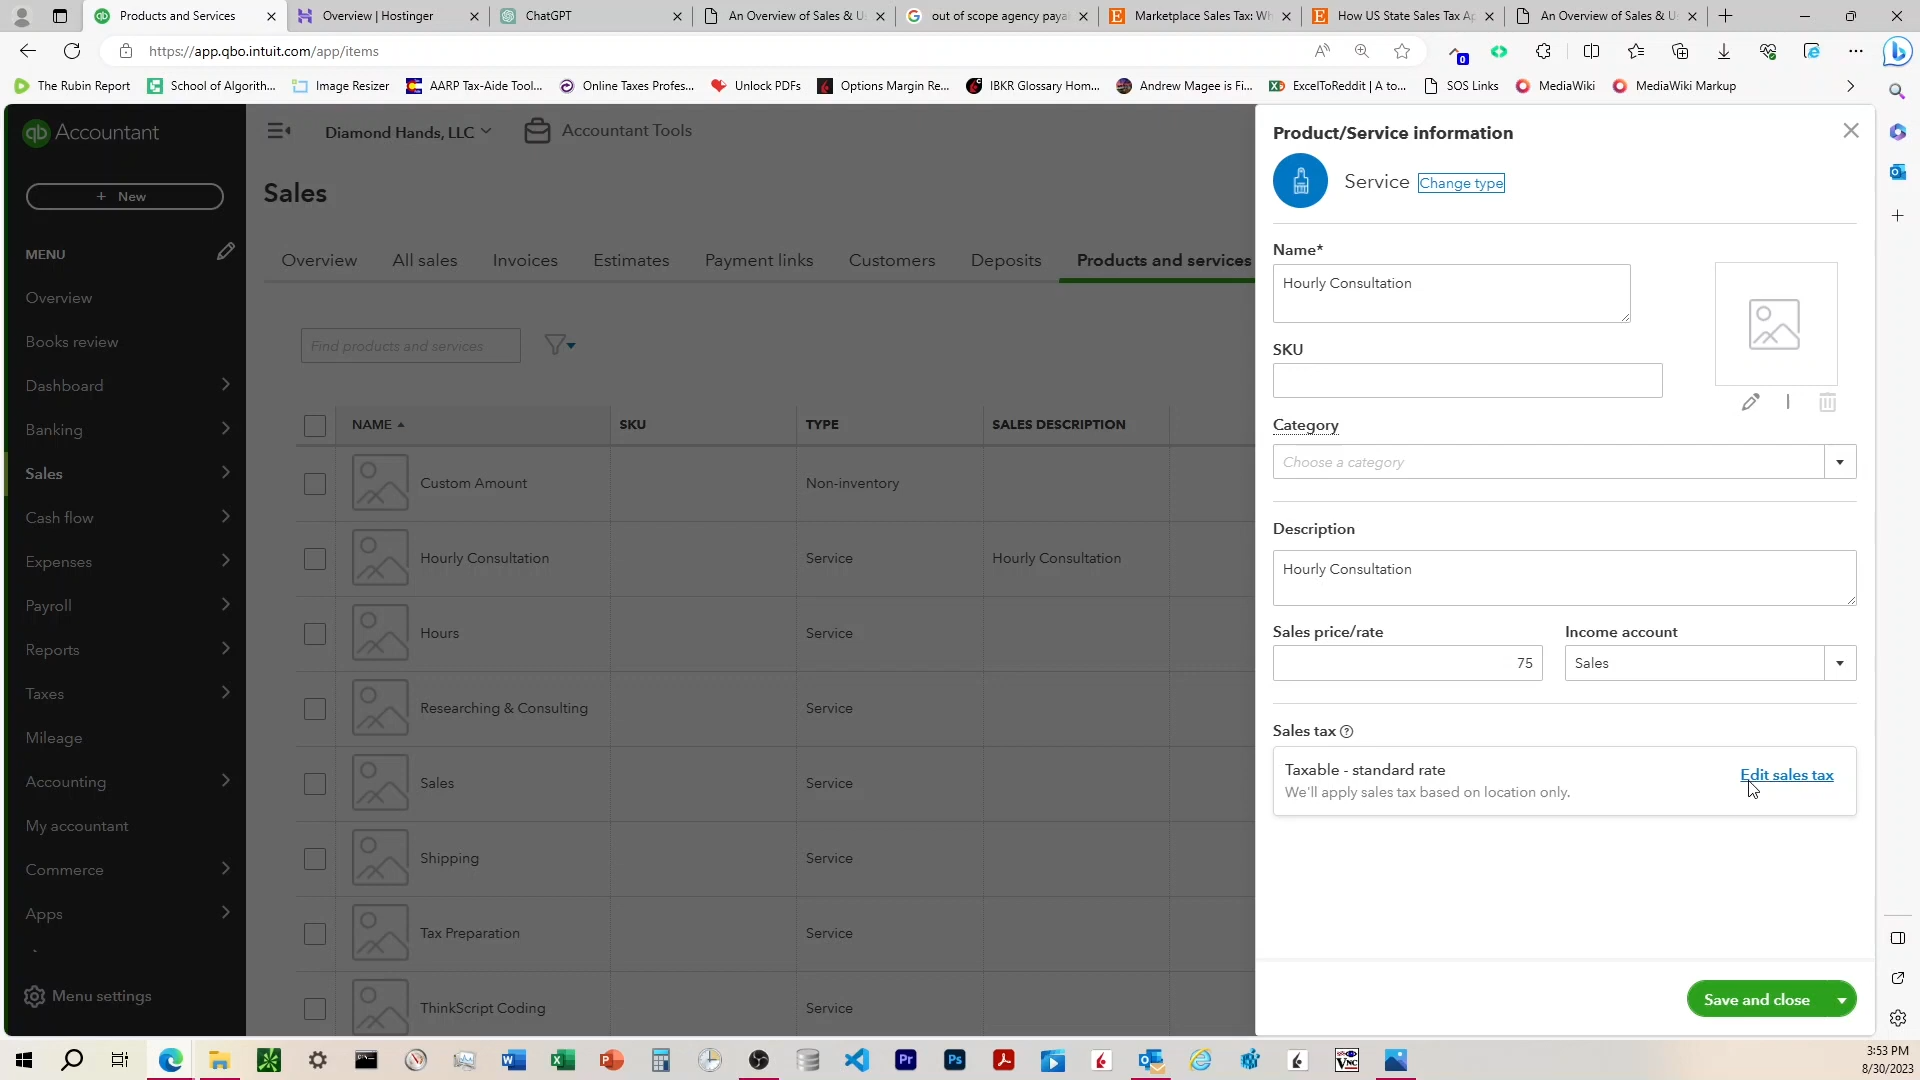 Products and Services
Overview | Hostinger
ChatGPT
An Overview of Sales & U
out of scope agency payal
Marketplace Sales Tax: Wh
How US State Sales Tax Ap
An Overview of Sales & U
https://app.qbo.intuit.com/app/items
0
The Rubin Report
School of Algorith...
Image Resizer
AARP Tax-Aide Tool...
Online Taxes Profes...
Unlock PDFs
Options Margin Re...
IBKR Glossary Hom...
Andrew Magee is Fi...
ExcelToReddit | A to...
SOS Links
MediaWiki
MediaWiki Markup
qb Accountant
Diamond Hands, LLC
Accountant Tools
+ New
MENU
Overview
Books review
Dashboard
Banking
Sales
Cash flow
Expenses
Payroll
Reports
Taxes
Mileage
Accounting
My accountant
Commerce
Apps
Menu settings
Sales
Overview
All sales
Invoices
Estimates
Payment links
Customers
Deposits
Products and services
Find products and services
NAME
SKU
TYPE
SALES DESCRIPTION
Custom Amount
Non-inventory
Hourly Consultation
Service
Hourly Consultation
Hours
Service
Researching & Consulting
Service
Sales
Service
Shipping
Service
Tax Preparation
Service
ThinkScript Coding
Service
Product/Service information
Service Change type
Name*
Hourly Consultation
SKU
Category
Choose a category
Description
Hourly Consultation
Sales price/rate
Income account
75
Sales
Sales tax ?
Taxable - standard rate
Edit sales tax
We'll apply sales tax based on location only.
Save and close
Pr
Ps
VNC
3:53 PM
8/30/2023